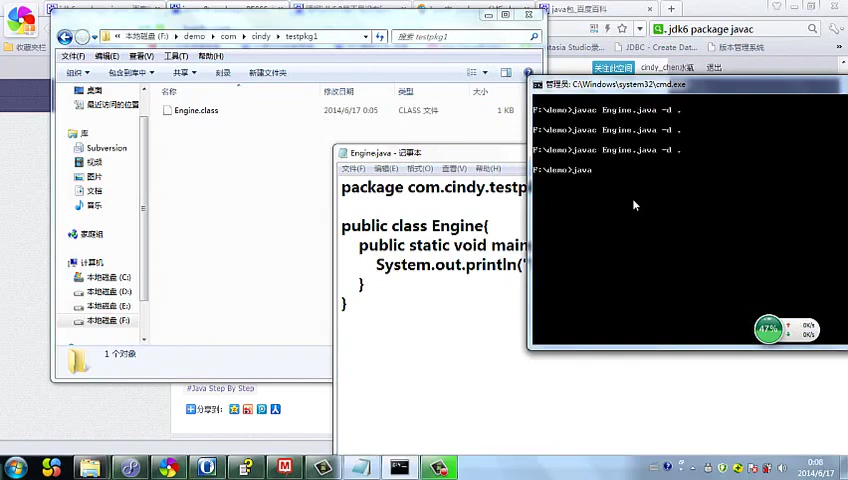 java包_百度百科
jdk6 package javac
收藏夹栏
JDBC - Create Dat...
版本管理系统
关注此空间 cindy_chen水瓶 退出
本地磁盘 (F:) demo com cindy testpkg1
搜索 testpkg1
文件(F) 编辑(E) 查看(V) 工具(T) 帮助(H)
组织 包含到库中 共享 刻录 新建文件夹
桌面
最近访问的位置
库
Subversion
视频
图片
文档
音乐
家庭组
计算机
本地磁盘 (C:)
本地磁盘 (D:)
本地磁盘 (E:)
本地磁盘 (F:)
名称 修改日期 类型 大小
Engine.class 2014/6/17 0:05 CLASS 文件 1 KB
1 个对象
Engine.java - 记事本
文件(F) 编辑(E) 格式(O) 查看(V) 帮助(H)
package com.cindy.testp
public class Engine{
public static void main
System.out.println("
}
}
管理员: C:\Windows\system32\cmd.exe
F:\demo>javac Engine.java -d .
F:\demo>javac Engine.java -d .
F:\demo>javac Engine.java -d .
F:\demo>java
47%
0K/s
0K/s
#Java Step By Step
分享到:
0:08
2014/6/17